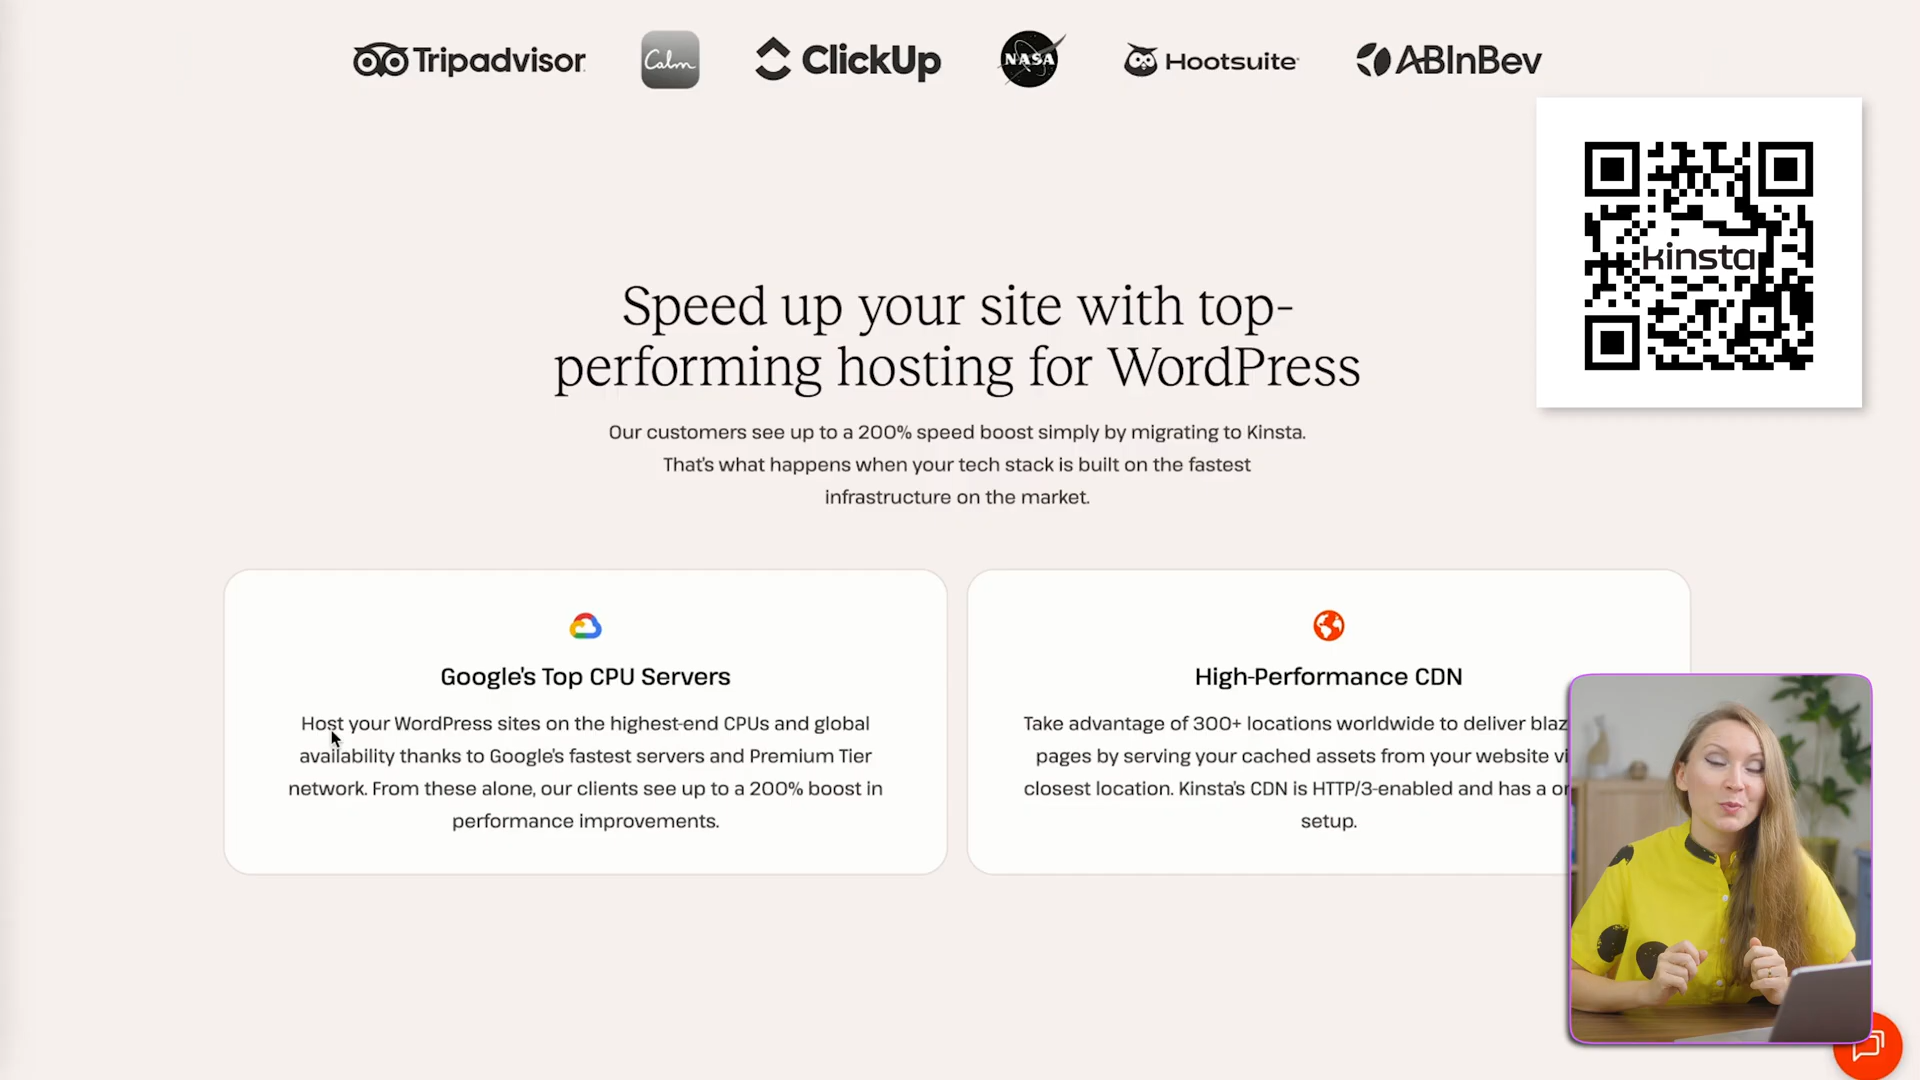 Tripadvisor
Calm
ClickUp
NASA
Hootsuite
ABInBev
kinsta
Speed up your site with top-
performing hosting for WordPress
Our customers see up to a 200% speed boost simply by migrating to Kinsta.
That's what happens when your tech stack is built on the fastest
infrastructure on the market.
Google's Top CPU Servers
Host your WordPress sites on the highest-end CPUs and global
availability thanks to Google's fastest servers and Premium Tier
network. From these alone, our clients see up to a 200% boost in
performance improvements.
High-Performance CDN
Take advantage of 300+ locations worldwide to deliver
pages by serving your cached assets from your website
closest location. Kinsta's CDN is HTTP/3-enabled and has a
setup.